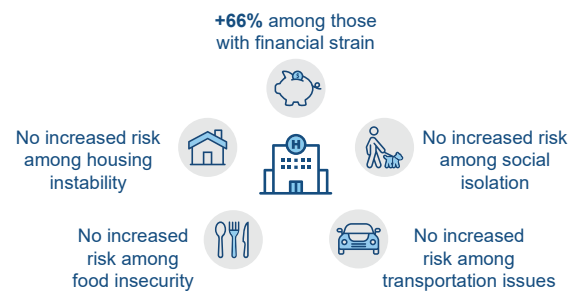 +66% among those
with financial strain
No increased risk
among housing
instability
H
No increased risk
among social
isolation
No increased
risk among
food insecurity
No increased
risk among
transportation issues